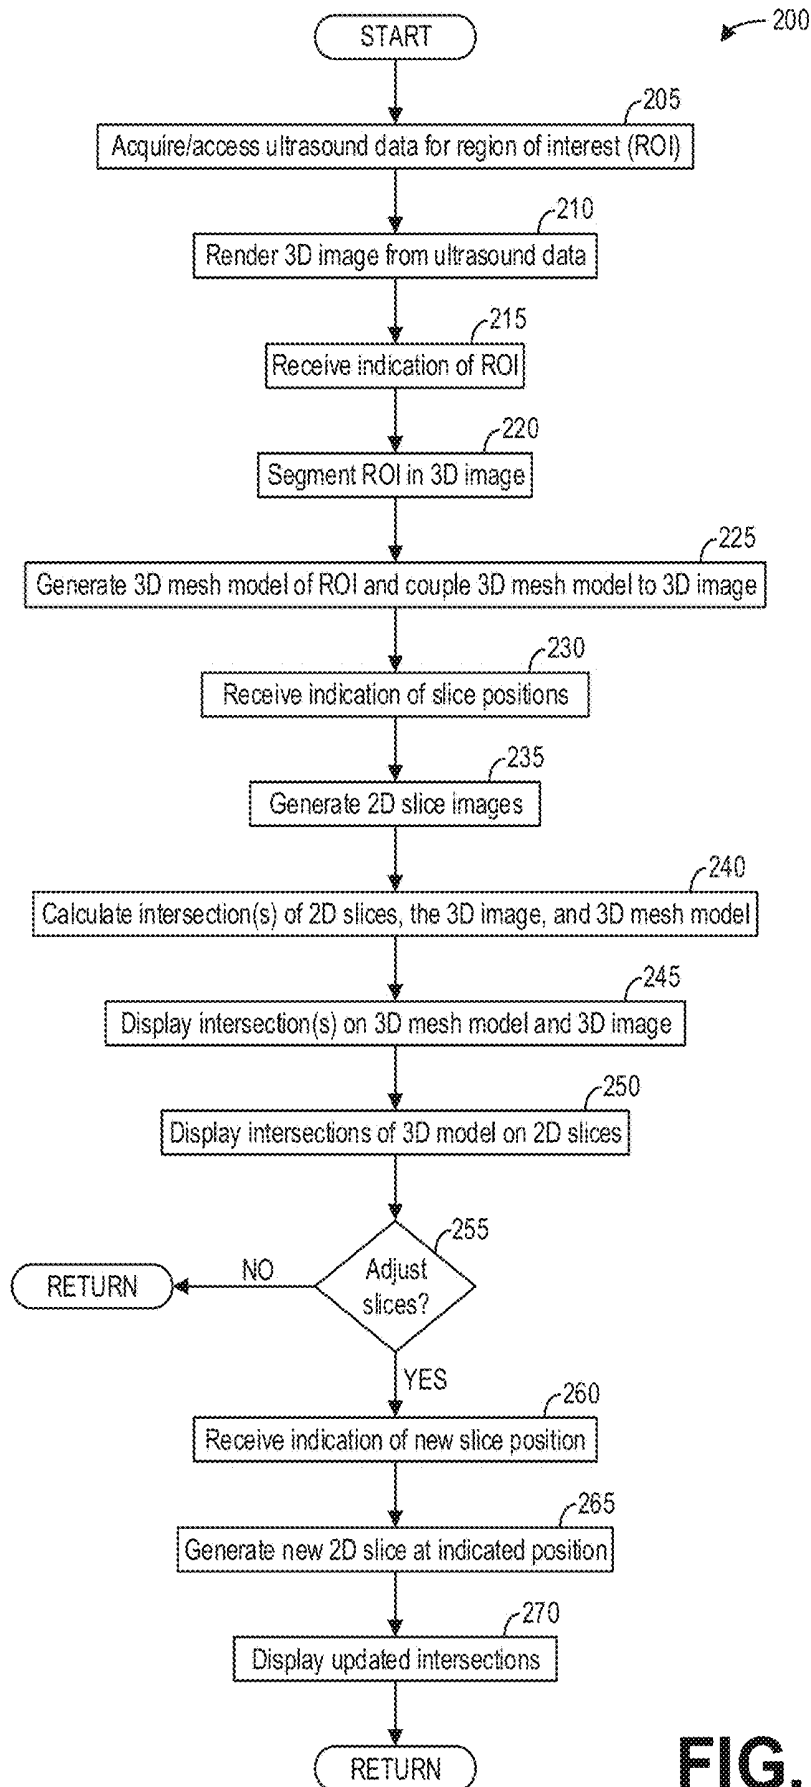 START
200
205
Acquire/access ultrasound data for region of interest (ROI)
210
Render 3D image from ultrasound data
215
Receive indication of ROI
220
Segment ROI in 3D image
225
Generate 3D mesh model of ROI and couple 3D mesh model to 3D image
230
Receive indication of slice positions
235
Generate 2D slice images
240
Calculate intersection(s) of 2D slices, the 3D image, and 3D mesh model
245
Display intersection(s) on 3D mesh model and 3D image
250
Display intersections of 3D model on 2D slices
255
Adjust
slices?
NO
RETURN
YES
260
Receive indication of new slice position
265
Generate new 2D slice at indicated position
270
Display updated intersections
RETURN
FIG.